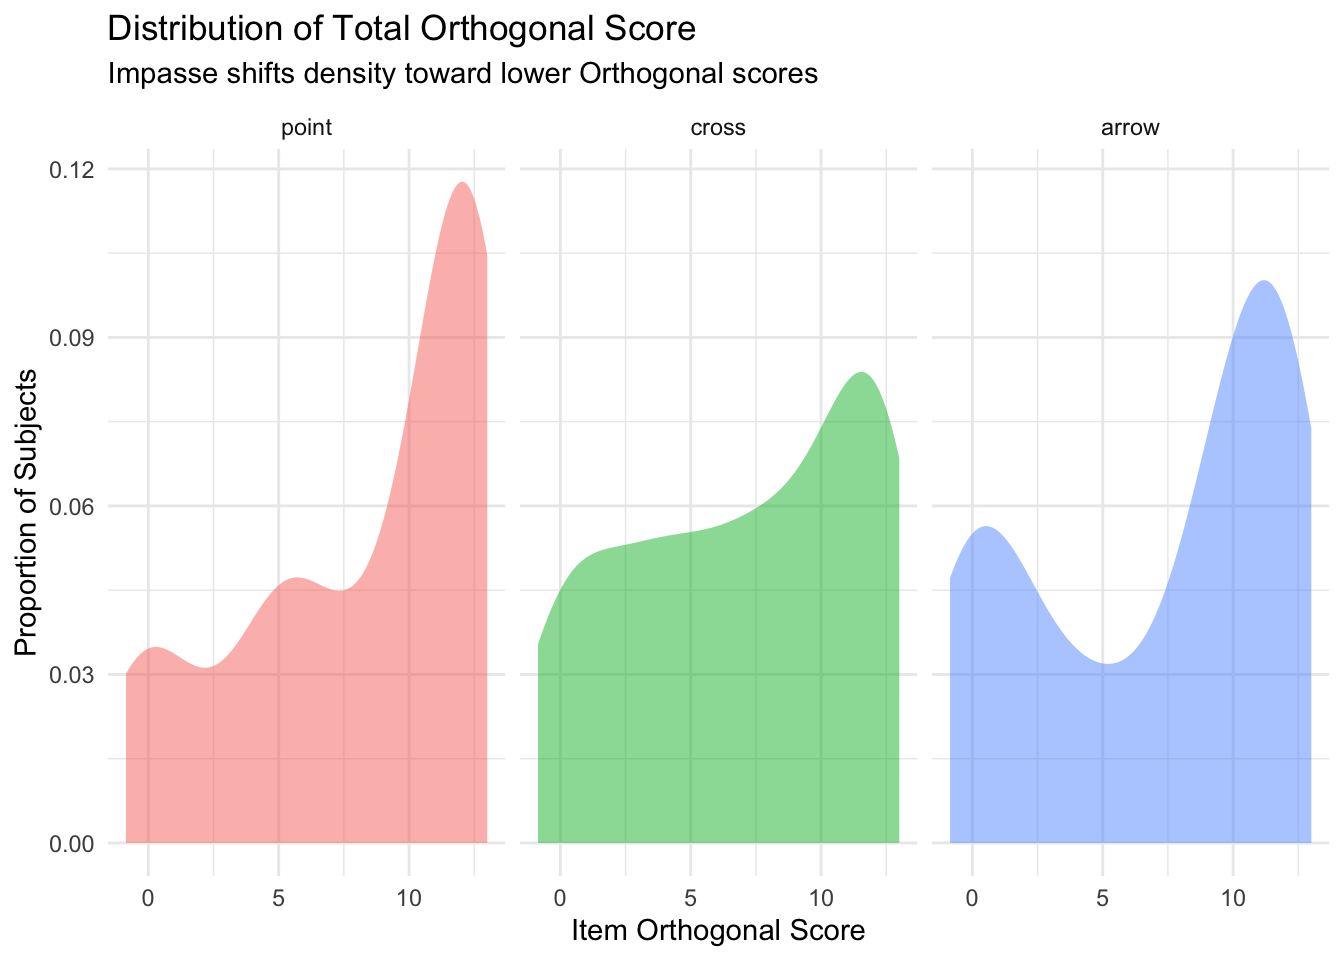 Distribution of Total Orthogonal Score
Impasse shifts density toward lower Orthogonal scores
point cross arrow
0.12
0.09
0.06
0.03
0.00
Proportion of Subjects
0 5 10 0 5 10 0 5 10
Item Orthogonal Score